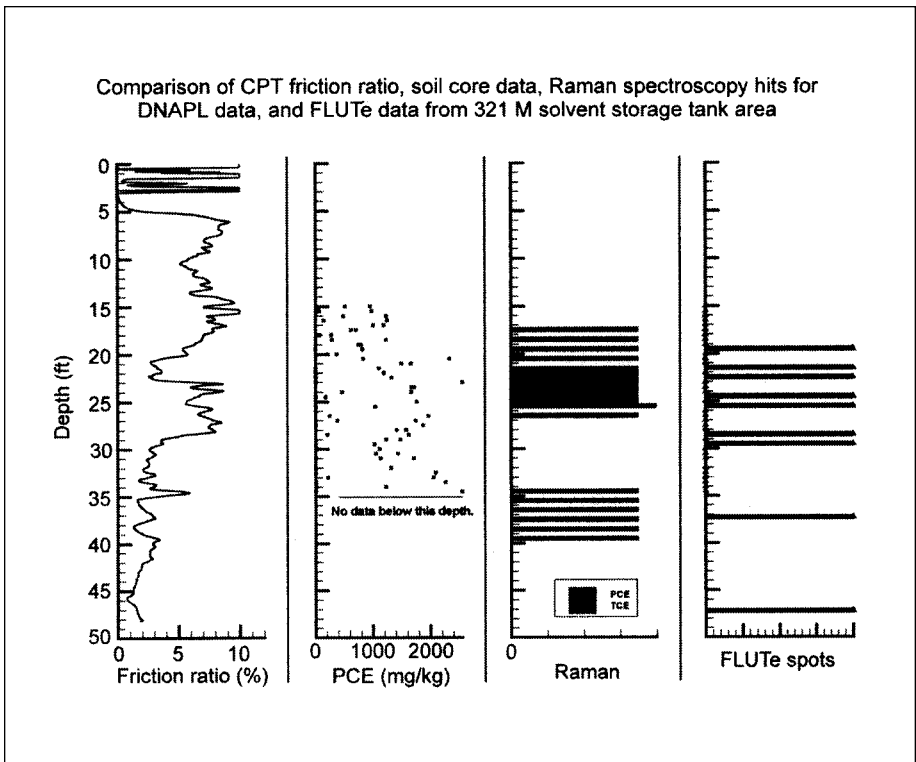 Comparison of CPT friction ratio, soil core data, Raman spectroscopy hits for
DNAPL data, and FLUTe data from 321 M solvent storage tank area
0
5
10
15
20
25
30
35
40
45
50
Depth (ft)
0 5 10
Friction ratio (%)
No data below this depth.
0 1000 2000
PCE (mg/kg)
PCE
TCE
0
Raman
FLUTe spots